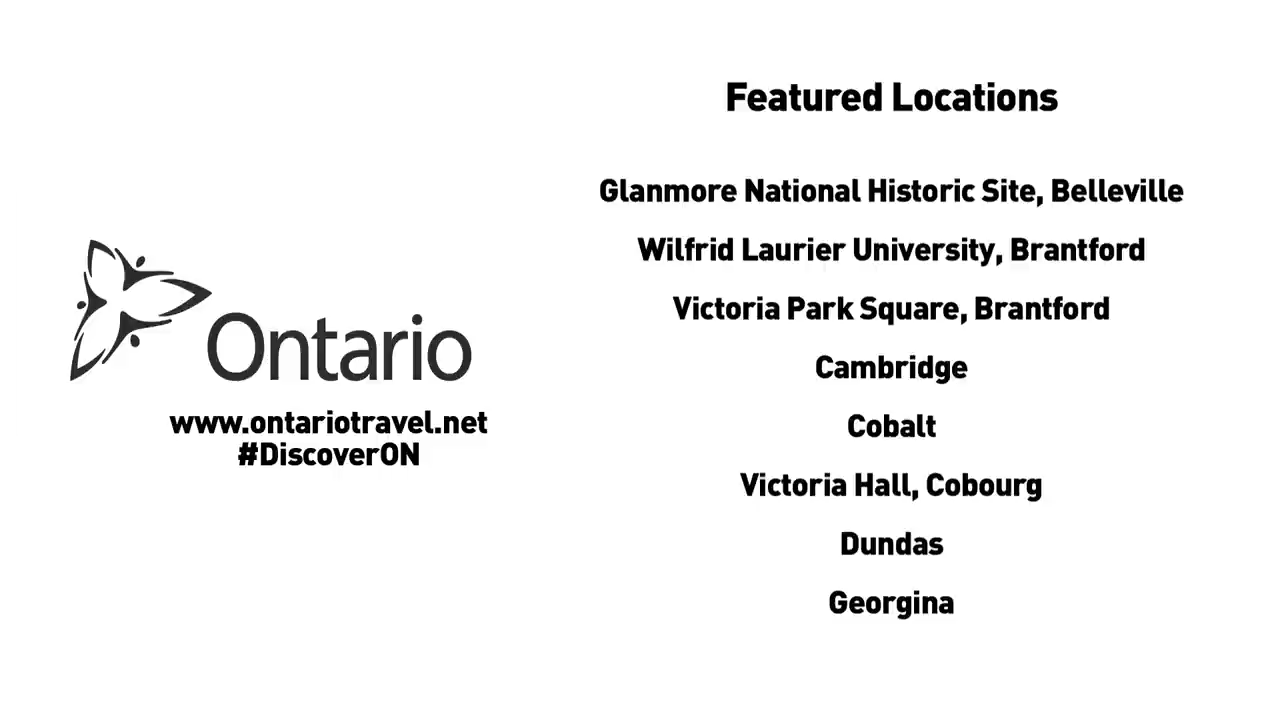 Ontario
www.ontariotravel.net
#DiscoverON
Featured Locations
Glanmore National Historic Site, Belleville
Wilfrid Laurier University, Brantford
Victoria Park Square, Brantford
Cambridge
Cobalt
Victoria Hall, Cobourg
Dundas
Georgina